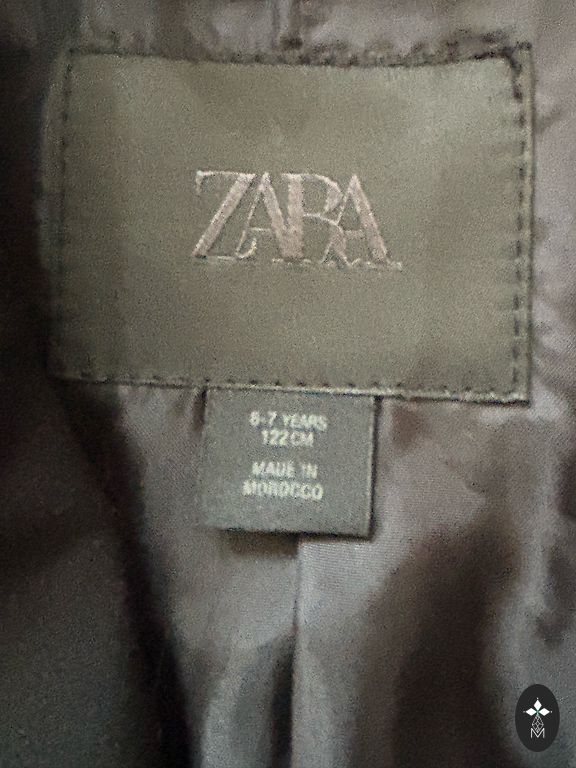 ZARA
6-7 YEARS
122 CM
MADE IN
MOROCCO
M